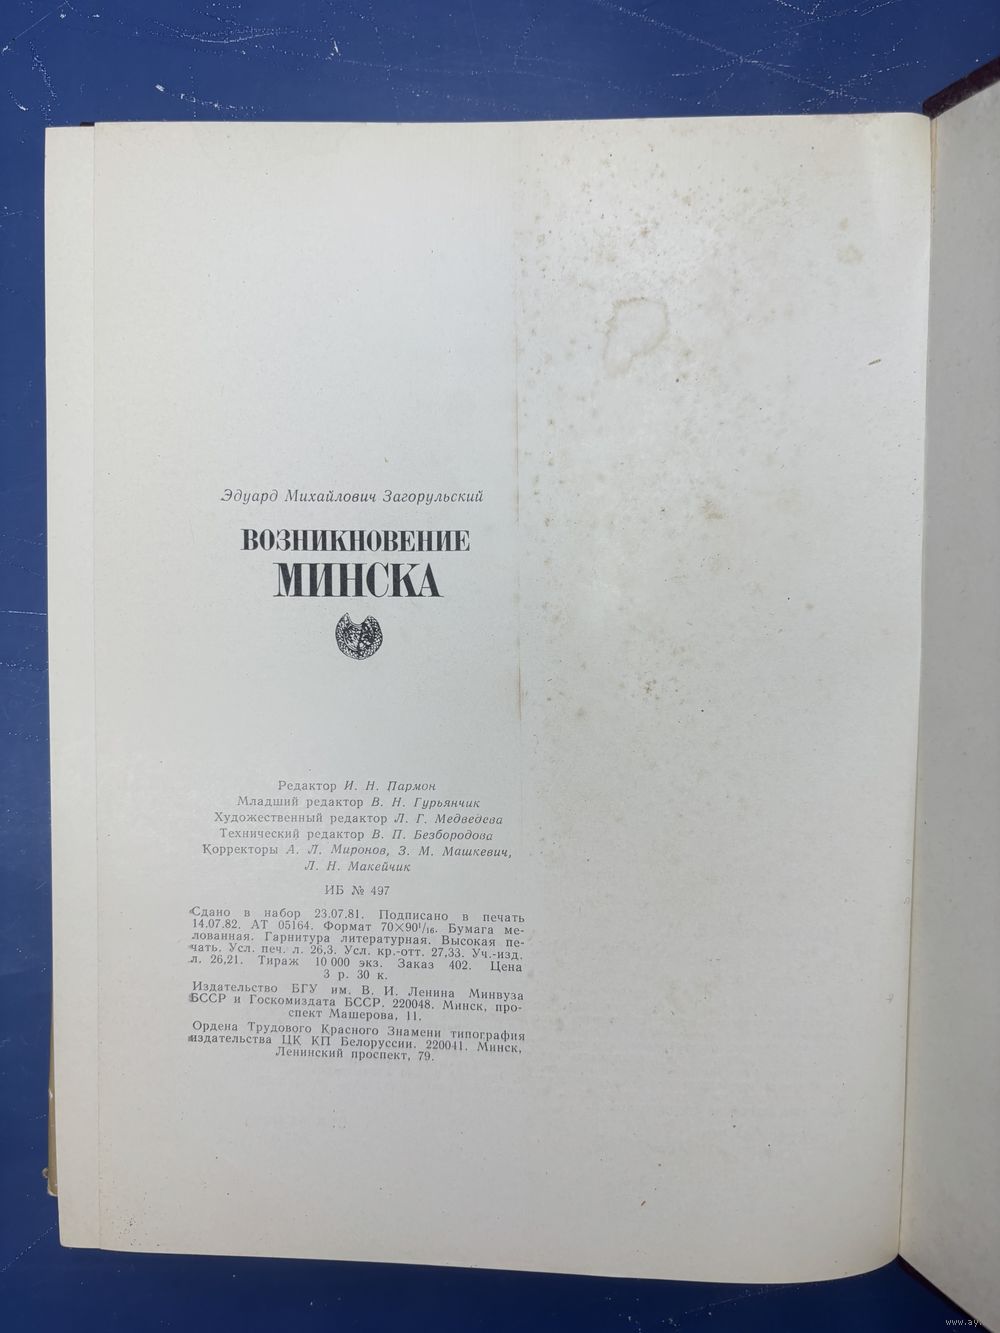 Эдуард Михайлович Загорульский
ВОЗНИКНОВЕНИЕ
МИНСКА
Редактор И. Н. Пармон
Младший редактор В. Н. Гурьянчик
Художественный редактор Л. Г. Медведева
Технический редактор В. П. Безбородова
Корректоры А. Л. Миронов, З. М. Машкевич,
Л. Н. Макейчик
ИБ № 497
Сдано в набор 23.07.81. Подписано в печать
14.07.82. АТ 05164. Формат 70×90¹/₁₆. Бумага ме-
лованная. Гарнитура литературная. Высокая пе-
чать. Усл. печ. л. 26,3. Усл. кр.-отт. 27,33. Уч.-изд.
л. 26,21. Тираж 10 000 экз. Заказ 402. Цена
3 р. 30 к.
Издательство БГУ им. В. И. Ленина Минвуза
БССР и Госкомиздата БССР. 220048. Минск, про-
спект Машерова, 11.
Ордена Трудового Красного Знамени типография
издательства ЦК КП Белоруссии. 220041. Минск,
Ленинский проспект, 79.